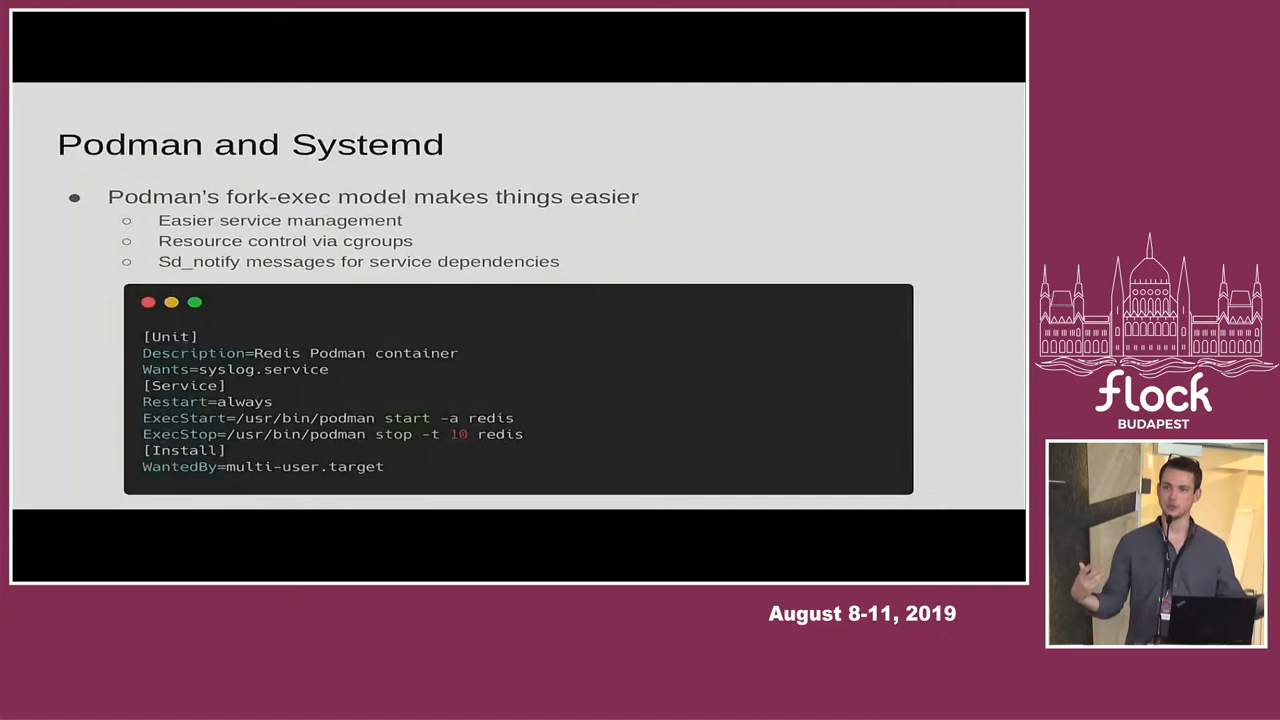 Podman and Systemd
● Podman's fork-exec model makes things easier
○ Easier service management
○ Resource control via cgroups
○ Sd_notify messages for service dependencies
[Unit]
Description=Redis Podman container
Wants=syslog.service
[Service]
Restart=always
ExecStart=/usr/bin/podman start -a redis
ExecStop=/usr/bin/podman stop -t 10 redis
[Install]
WantedBy=multi-user.target
flock
BUDAPEST
August 8-11, 2019